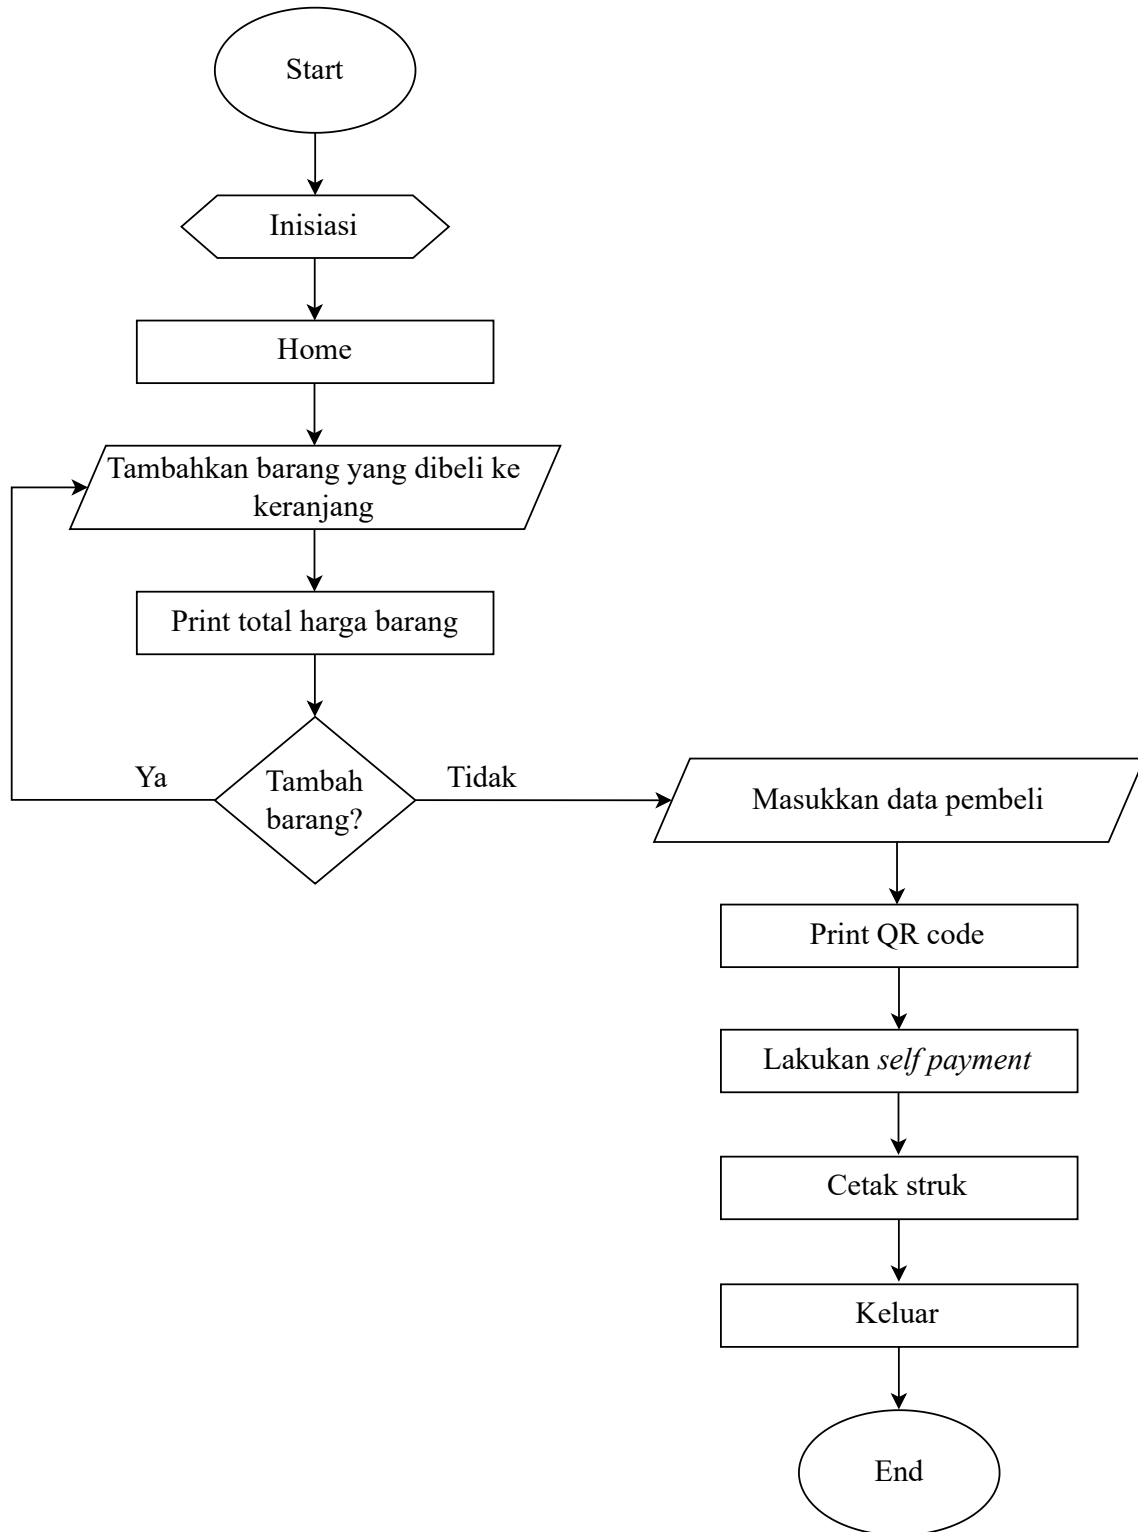 Start
Inisiasi
Home
Tambahkan barang yang dibeli ke
keranjang
Print total harga barang
Ya
Tambah
barang?
Tidak
Masukkan data pembeli
Print QR code
Lakukan self payment
Cetak struk
Keluar
End